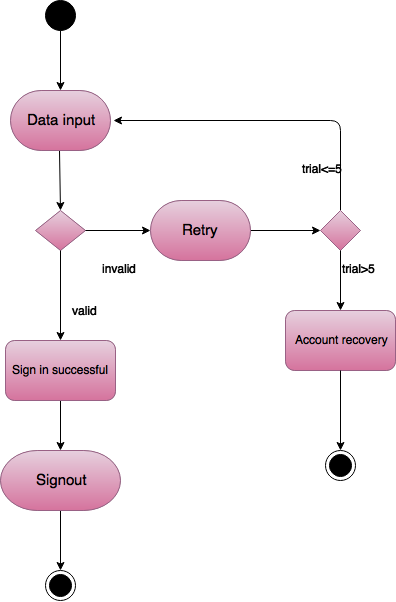 Data input
trial<=5
Retry
invalid
trial>5
valid
Account recovery
Sign in successful
Signout